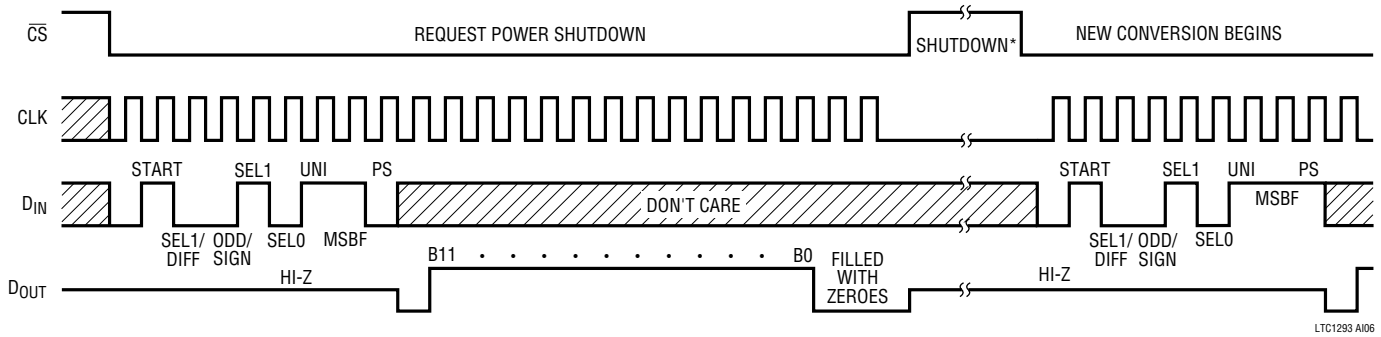 CS
REQUEST POWER SHUTDOWN
SHUTDOWN*
NEW CONVERSION BEGINS
CLK
START
SEL1
UNI
PS
START
SEL1
UNI
PS
DIN
DON'T CARE
MSBF
SEL1/
DIFF
ODD/
SIGN
SEL0
MSBF
SEL1/
DIFF
ODD/
SIGN
SEL0
DOUT
HI-Z
B11 · · · · · · · · · · B0
FILLED
WITH
ZEROES
HI-Z
LTC1293 AI06